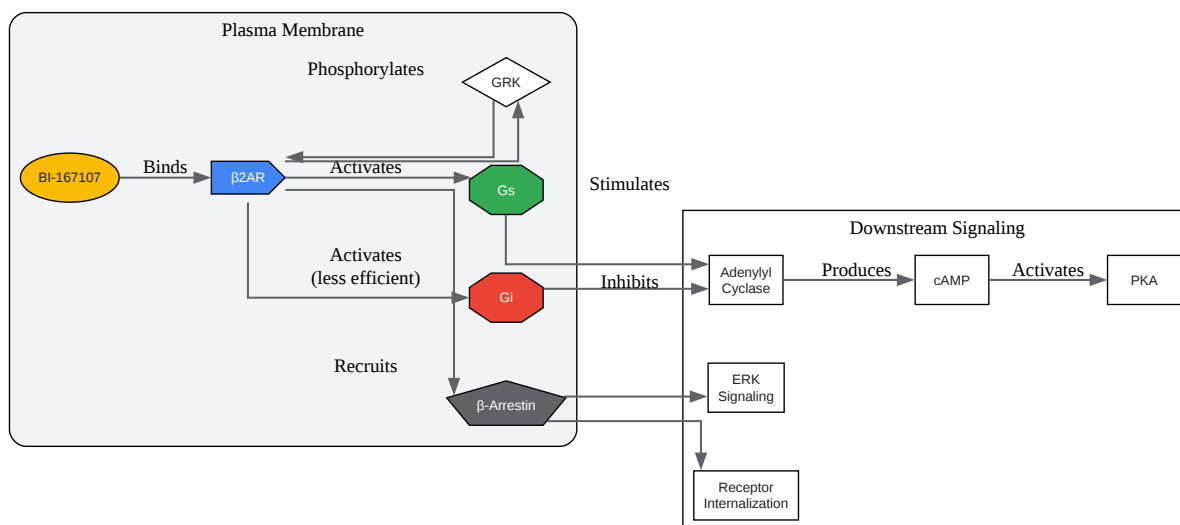 Plasma Membrane
Phosphorylates
GRK
BI-167107
Binds
β2AR
Activates
Gs
Stimulates
Downstream Signaling
Activates
(less efficient)
Gi
Inhibits
Adenylyl
Cyclase
Produces
cAMP
Activates
PKA
Recruits
β-Arrestin
ERK
Signaling
Receptor
Internalization